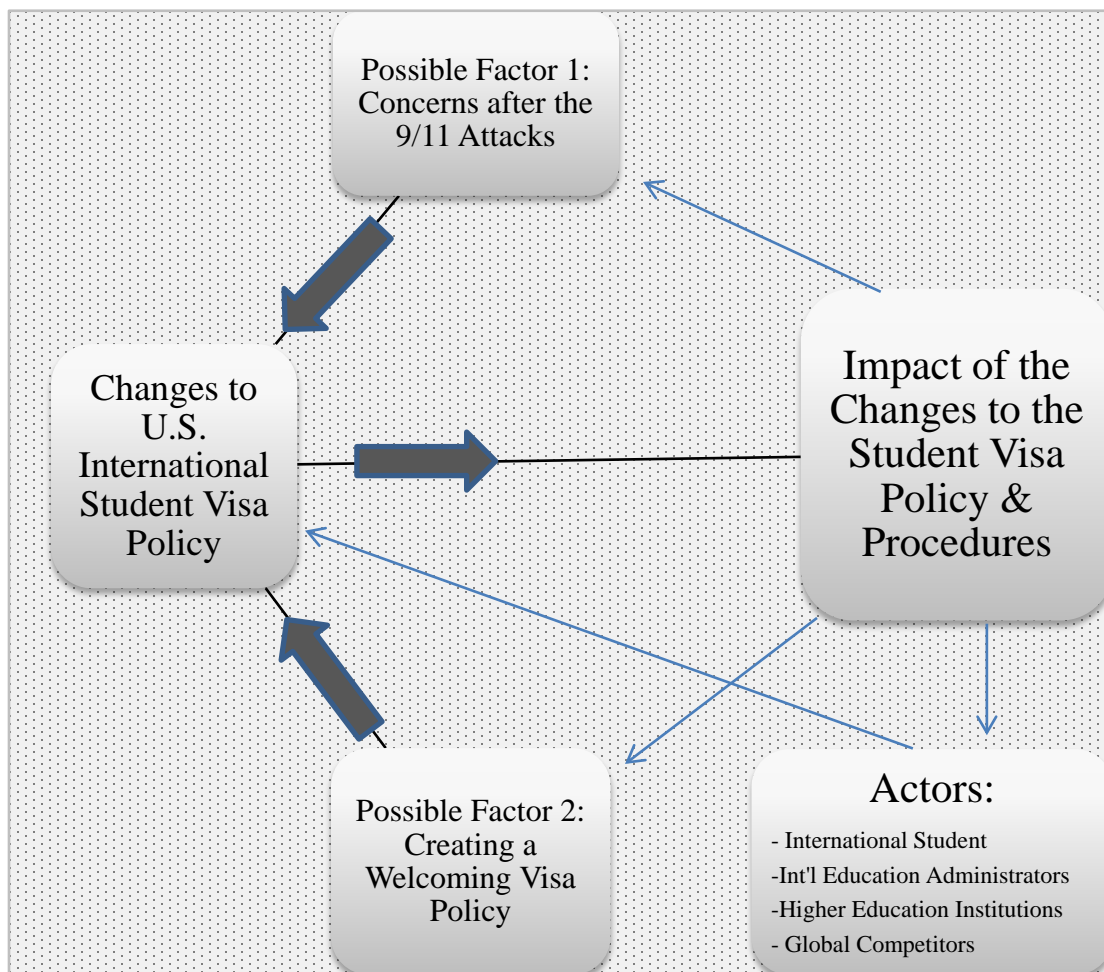 Possible Factor 1:
Concerns after the
9/11 Attacks
Changes to
U.S.
International
Student Visa
Policy
Impact of the
Changes to the
Student Visa
Policy &
Procedures
Possible Factor 2:
Creating a
Welcoming Visa
Policy
Actors:
- International Student
-Int'l Education Administrators
-Higher Education Institutions
- Global Competitors